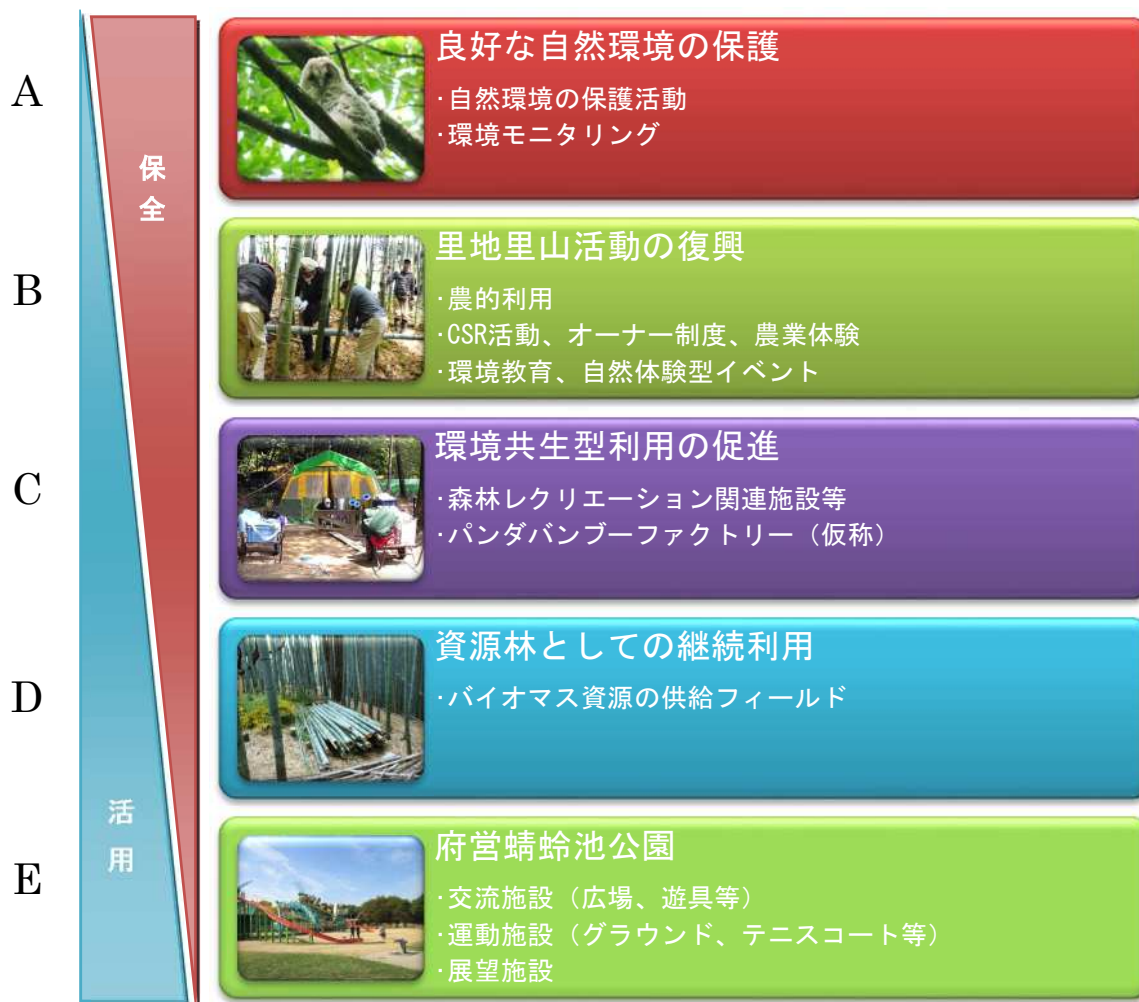 A
良好な自然環境の保護
・自然環境の保護活動
・環境モニタリング
保全
B
里地里山活動の復興
・農的利用
・CSR活動、オーナー制度、農業体験
・環境教育、自然体験型イベント
C
環境共生型利用の促進
・森林レクリエーション関連施設等
・パンダバンブーファクトリー（仮称）
D
資源林としての継続利用
・バイオマス資源の供給フィールド
活用
E
府営蜻蛉池公園
・交流施設（広場、遊具等）
・運動施設（グラウンド、テニスコート等）
・展望施設